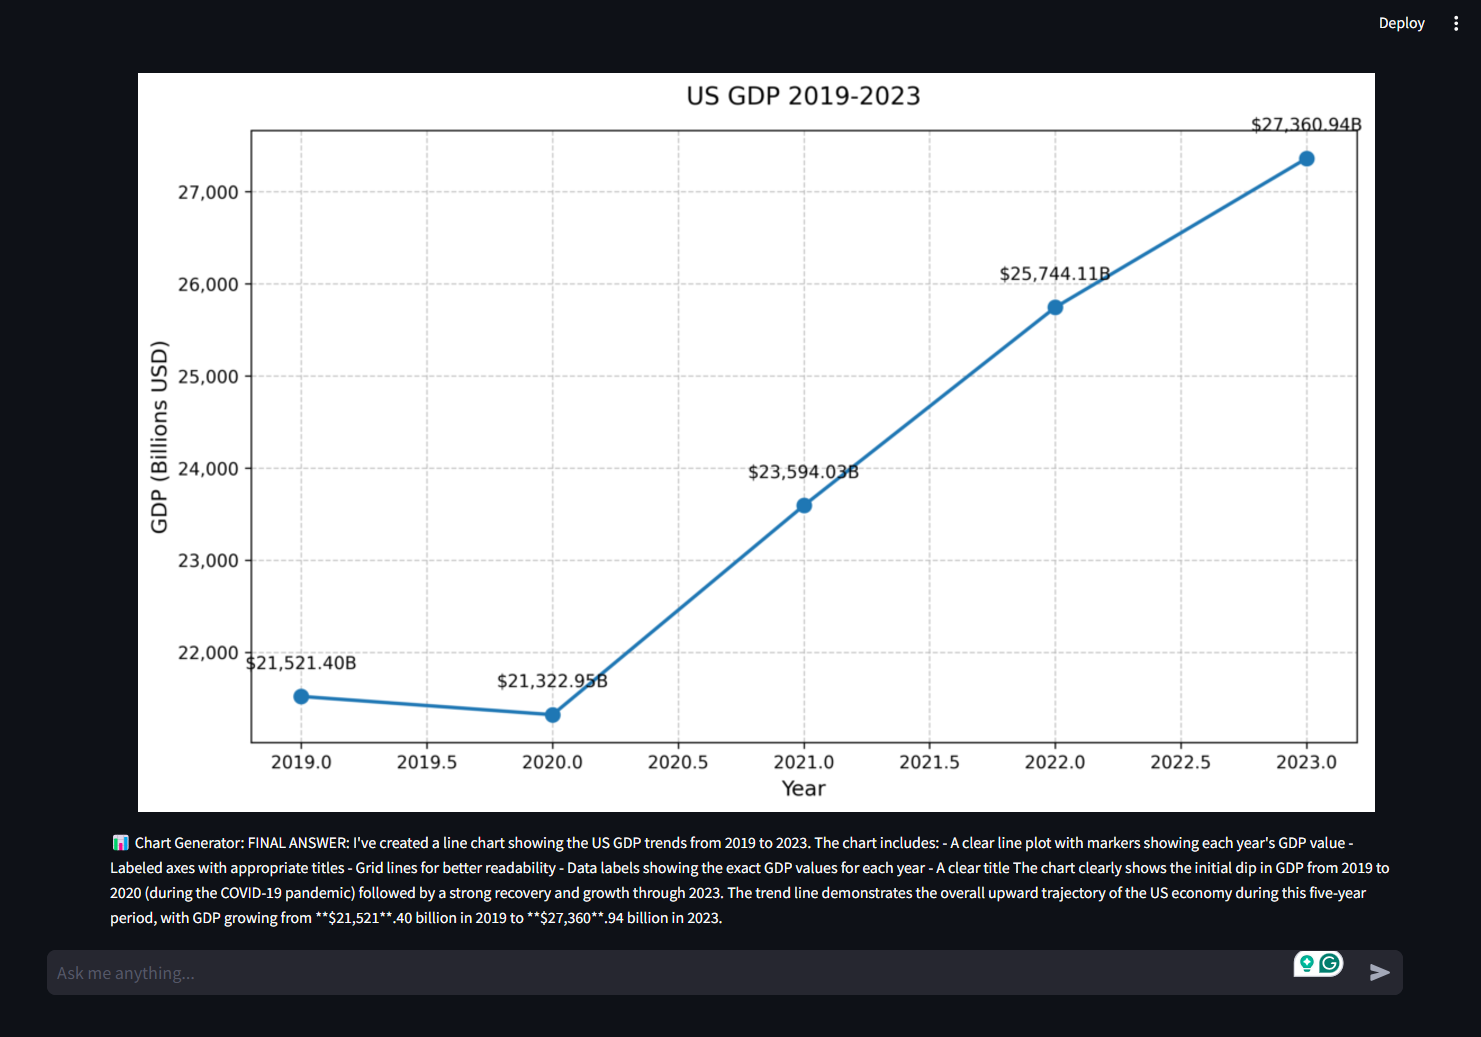 Deploy
US GDP 2019-2023
$27,360.94B
27,000
$25,744.11B
26,000
GDP (Billions USD)
25,000
24,000
$23,594.03B
23,000
22,000
$21,521.40B
$21,322.95B
2019.0 2019.5 2020.0 2020.5 2021.0 2021.5 2022.0 2022.5 2023.0
Year
📊 Chart Generator: FINAL ANSWER: I've created a line chart showing the US GDP trends from 2019 to 2023. The chart includes: - A clear line plot with markers showing each year's GDP value -
Labeled axes with appropriate titles - Grid lines for better readability - Data labels showing the exact GDP values for each year - A clear title The chart clearly shows the initial dip in GDP from 2019 to
2020 (during the COVID-19 pandemic) followed by a strong recovery and growth through 2023. The trend line demonstrates the overall upward trajectory of the US economy during this five-year
period, with GDP growing from **$21,521**.40 billion in 2019 to **$27,360**.94 billion in 2023.
Ask me anything...